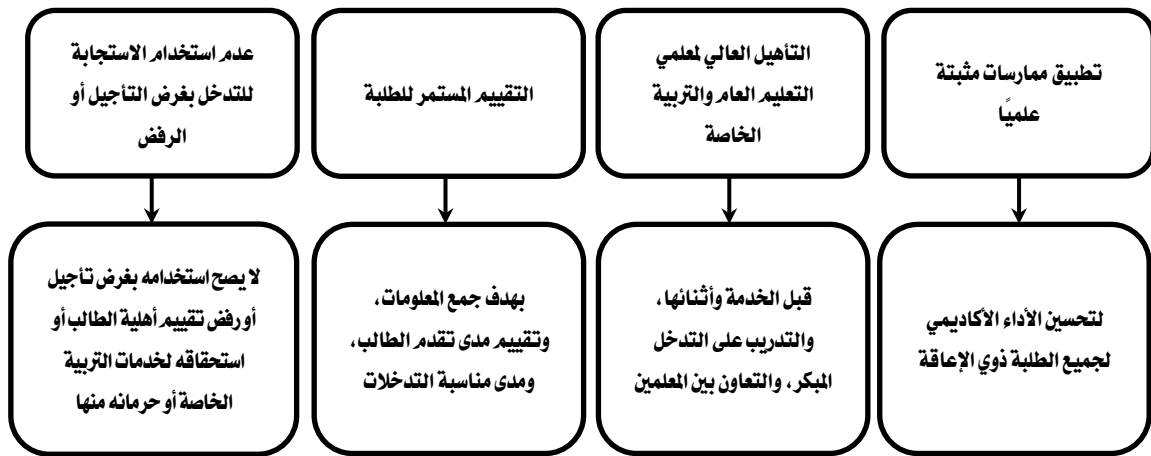 تطبيق ممارسات مثبتة
علميًا
لتحسين الأداء الأكاديمي
لجميع الطلبة ذوي الإعاقة
التأهيل العالي لمعلمي
التعليم العام والتربية
الخاصة
قبل الخدمة وأثنائها،
والتدريب على التدخل
المبكر، والتعاون بين المعلمين
التقييم المستمر للطلبة
بهدف جمع المعلومات،
وتقييم مدى تقدم الطالب،
ومدى مناسبة التدخلات
عدم استخدام الاستجابة
للتدخل بغرض التأجيل أو
الرفض
لا يصح استخدامه بغرض تأجيل
أو رفض تقييم أهلية الطالب أو
استحقاقه لخدمات التربية
الخاصة أو حرمانه منها